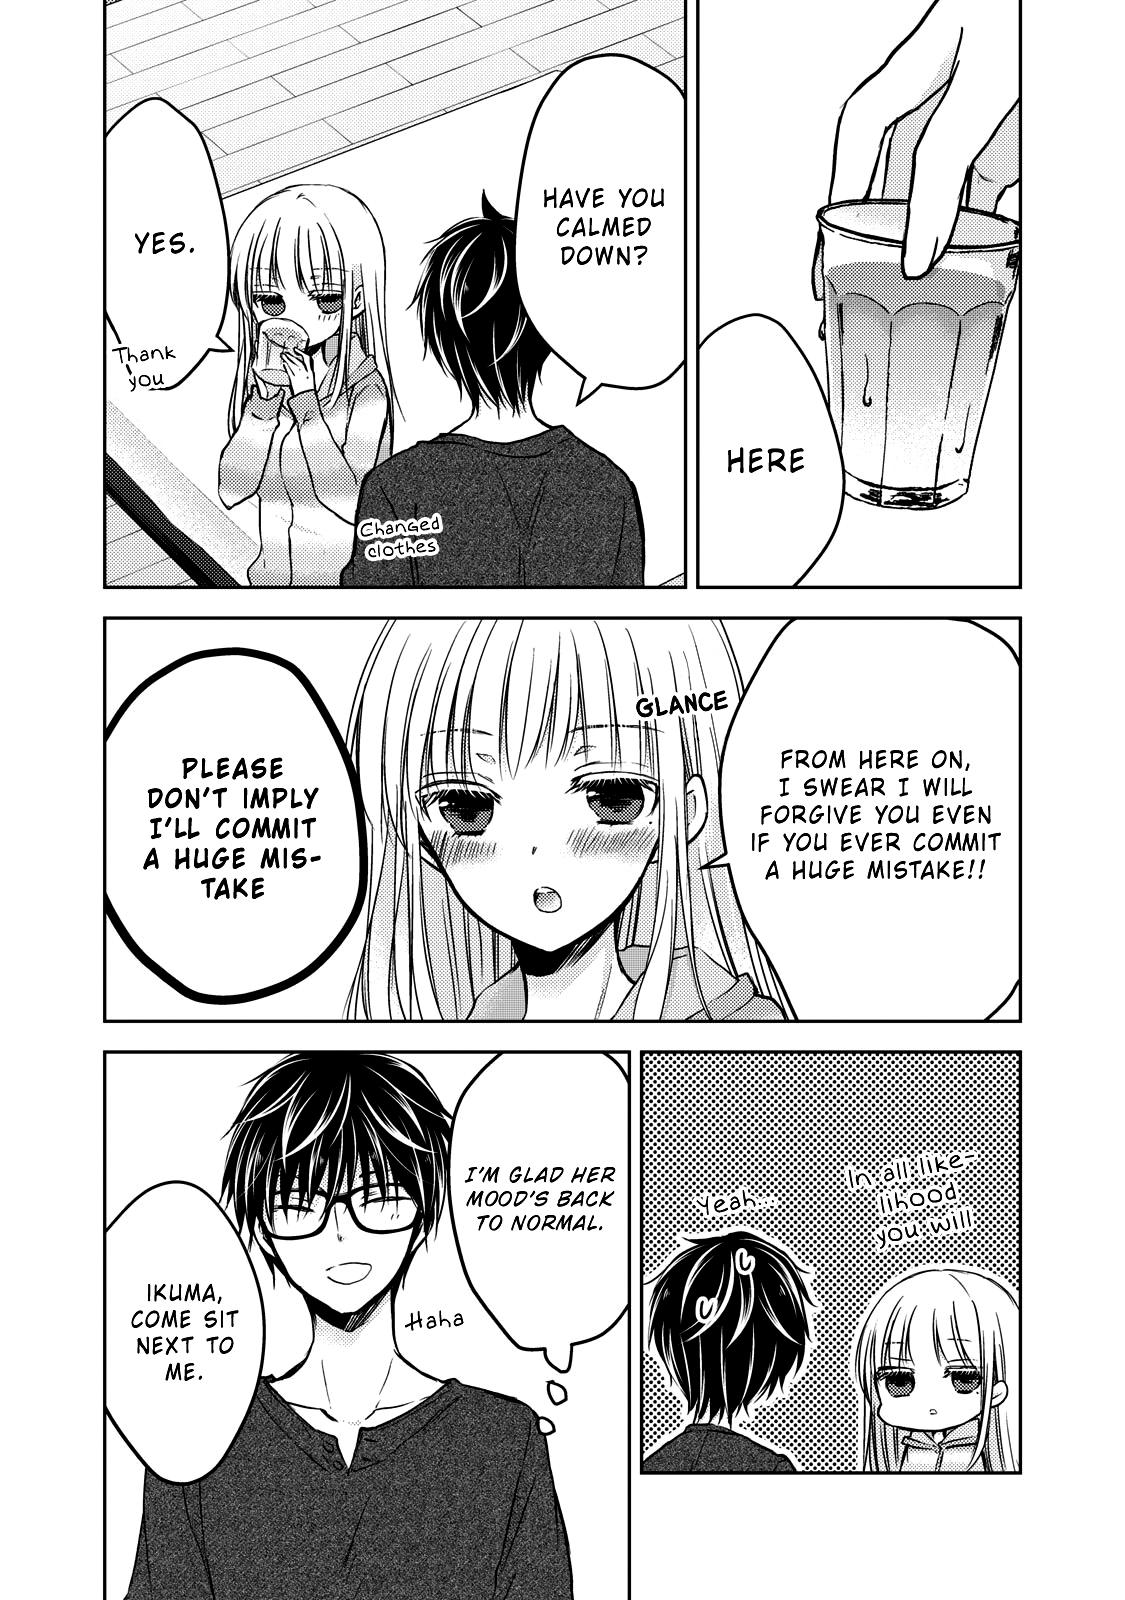 HERE
HAVE YOU
CALMED
DOWN?
YES.
Thank
you
Changed
clothes
FROM HERE ON,
I SWEAR I WILL
FORGIVE YOU EVEN
IF YOU EVER COMMIT
A HUGE MISTAKE!!
GLANCE
PLEASE
DON'T IMPLY
I'LL COMMIT
A HUGE MIS-
TAKE
In all like-
lihood
you will
Yeah...
I'M GLAD HER
MOOD'S BACK
TO NORMAL.
Haha
IKUMA,
COME SIT
NEXT TO
ME.